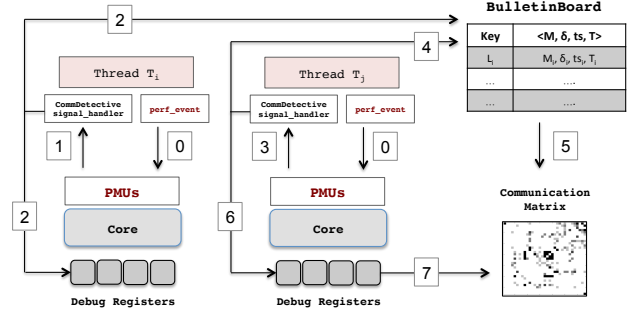 2
BulletinBoard
4
Key <M, δ, ts, T>
Lᵢ Mᵢ, δᵢ, tsᵢ, Tᵢ
... ....
... ....
Thread Tᵢ
Thread Tⱼ
CommDetective
signal_handler
perf_event
CommDetective
signal_handler
perf_event
1
0
3
0
5
PMUs
PMUs
Communication
Matrix
2
Core
6
Core
7
Debug Registers
Debug Registers